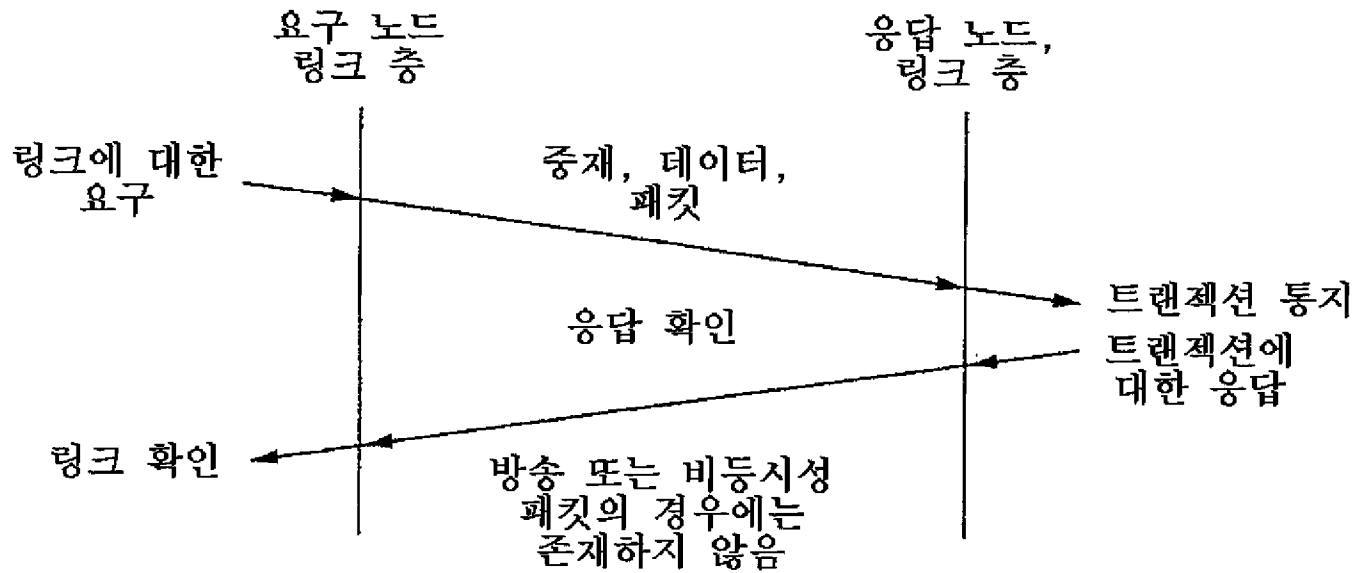 요구 노드
링크 층
응답 노드,
링크 층
링크에 대한
요구
중재, 데이터,
패킷
트랜젝션 통지
응답 확인
트랜젝션에
대한 응답
링크 확인
방송 또는 비등시성
패킷의 경우에는
존재하지 않음